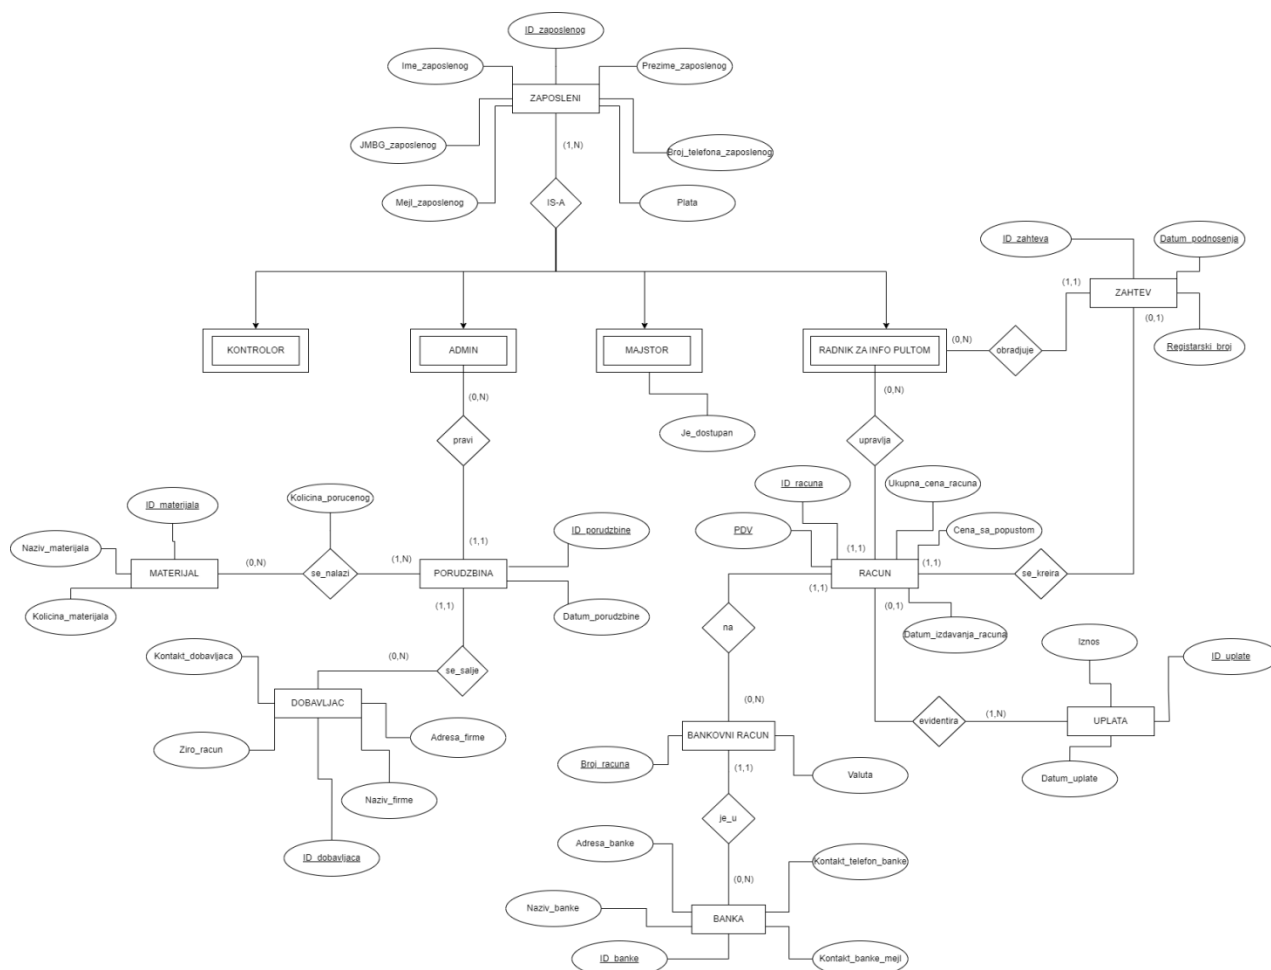 ID_zaposlenog
Ime_zaposlenog
Prezime_zaposlenog
ZAPOSLENI
JMBG_zaposlenog
(1,N)
Broj_telefona_zaposlenog
Mejl_zaposlenog
IS-A
Plata
ID_zahteva
Datum_podnosenja
(1,1)
ZAHTEV
(0,1)
KONTROLOR
ADMIN
MAJSTOR
RADNIK ZA INFO PULTOM
(0,N)
obradjuje
Registarski_broj
(0,N)
(0,N)
Je_dostupan
pravi
upravlja
ID_racuna
Ukupna_cena_racuna
ID_materijala
Kolicina_porucenog
PDV
Cena_sa_popustom
ID_porudzbine
Naziv_materijala
(1,1)
(1,1)
(0,N)
(1,N)
(1,1)
MATERIJAL
se_nalazi
PORUDZBINA
RACUN
se_kreira
(1,1)
(1,1)
(0,1)
Kolicina_materijala
Datum_porudzbine
na
Datum_izdavanja_racuna
Iznos
Kontakt_dobavljaca
(0,N)
se_salje
ID_uplate
DOBAVLJAC
(0,N)
evidentira
(1,N)
UPLATA
Adresa_firme
BANKOVNI RACUN
Ziro_racun
Broj_racuna
(1,1)
Valuta
Datum_uplate
Naziv_firme
je_u
Adresa_banke
ID_dobavljaca
Kontakt_telefon_banke
(0,N)
Naziv_banke
BANKA
ID_banke
Kontakt_banke_mejl